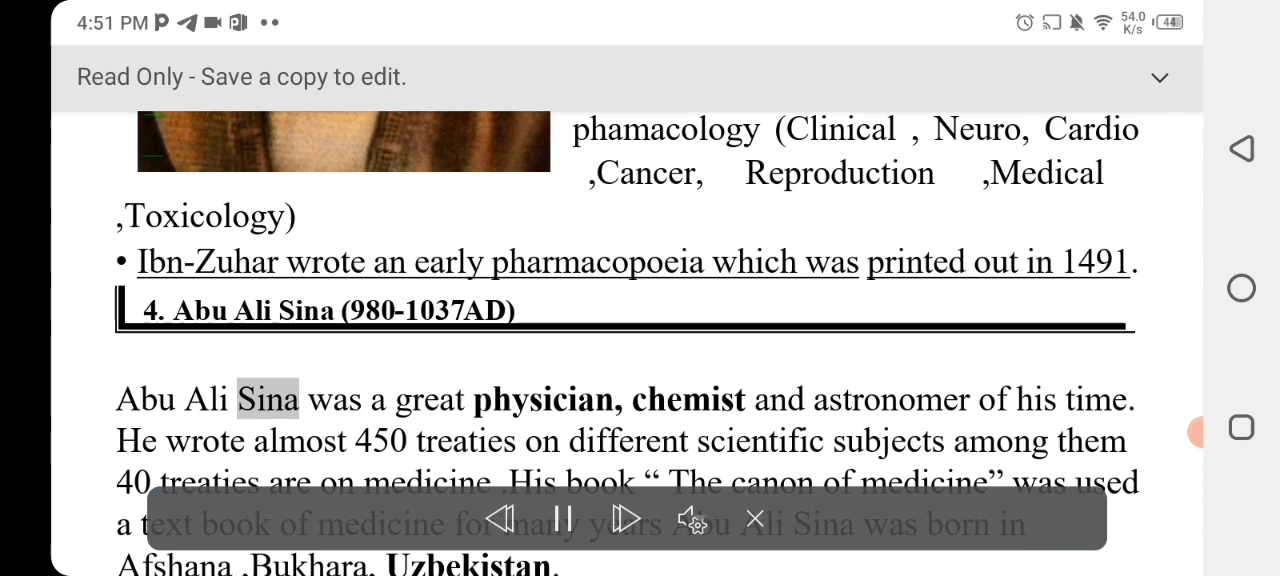 4:51 PM
54.0
K/s
44
Read Only - Save a copy to edit.
phamacology (Clinical , Neuro, Cardio
,Cancer, Reproduction ,Medical
,Toxicology)
• Ibn-Zuhar wrote an early pharmacopoeia which was printed out in 1491.
4. Abu Ali Sina (980-1037AD)
Abu Ali Sina was a great physician, chemist and astronomer of his time.
He wrote almost 450 treaties on different scientific subjects among them
40 treaties are on medicine .His book “ The canon of medicine” was used
a text book of medicine for many years Abu Ali Sina was born in
Afshana ,Bukhara, Uzbekistan.